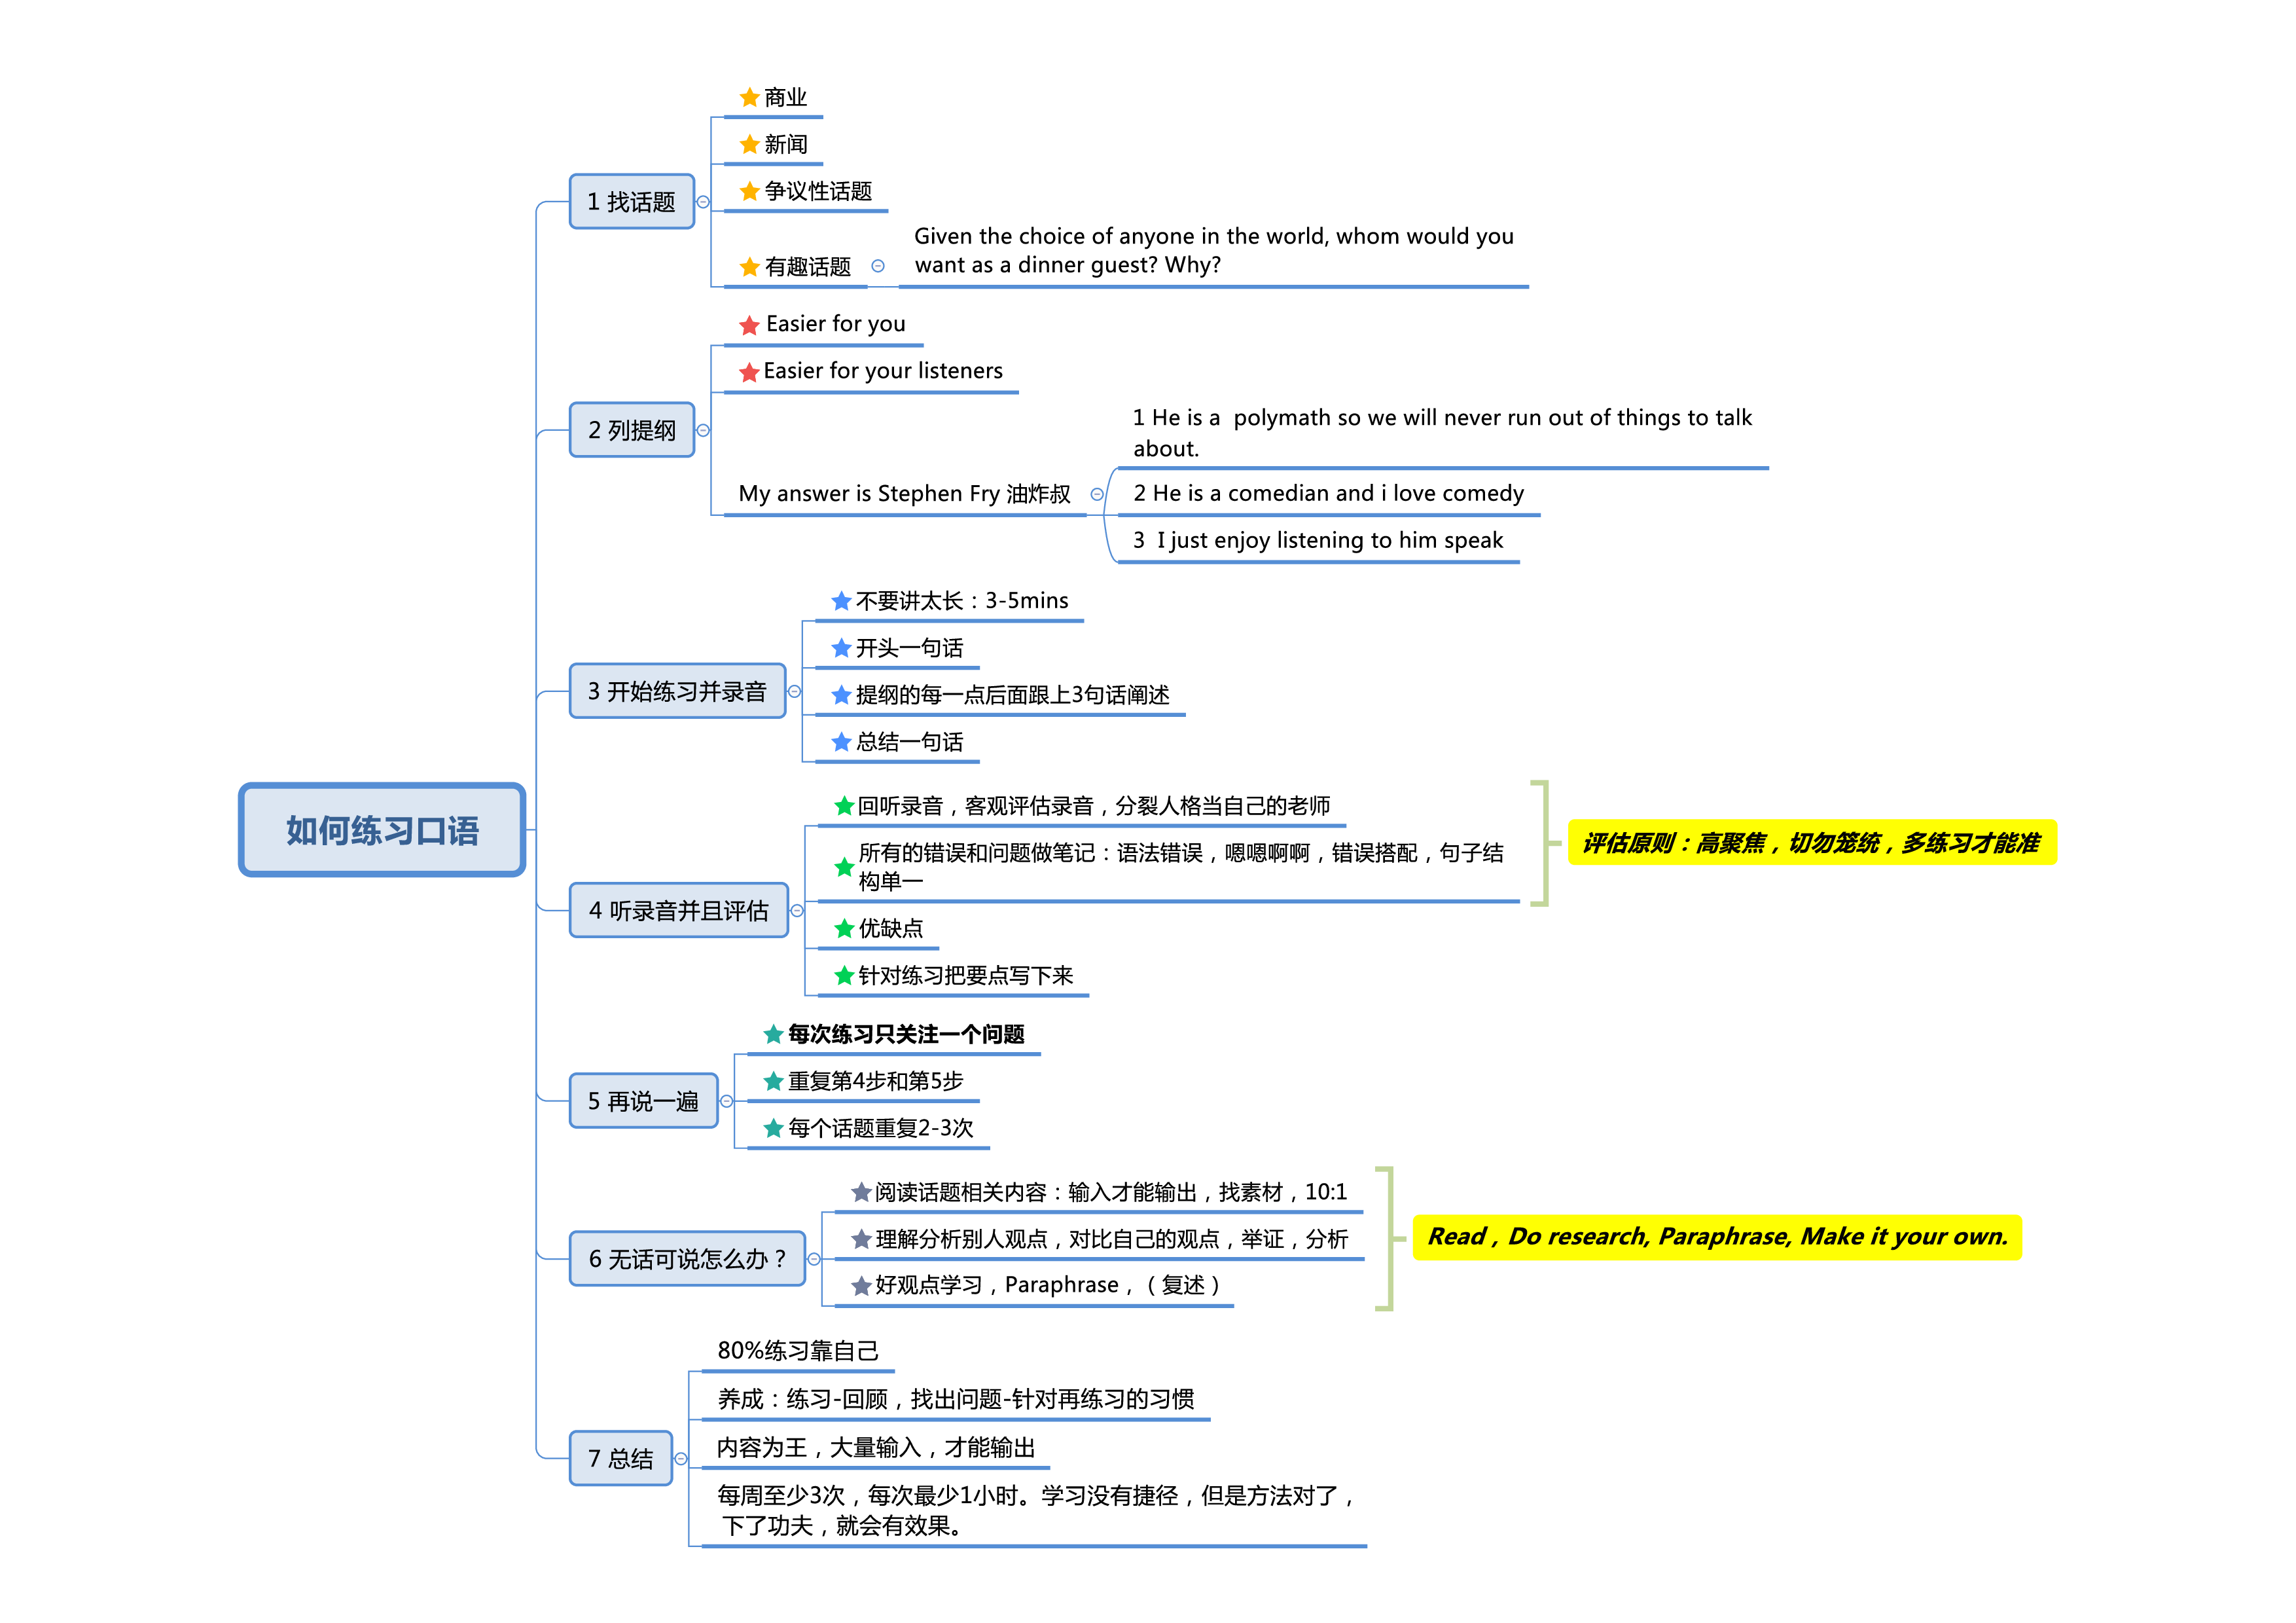 如何练习口语
1 找话题
商业
新闻
争议性话题
有趣话题
Given the choice of anyone in the world, whom would you
want as a dinner guest? Why?
2 列提纲
Easier for you
Easier for your listeners
My answer is Stephen Fry 油炸叔
1 He is a  polymath so we will never run out of things to talk
about.
2 He is a comedian and i love comedy
3  I just enjoy listening to him speak
3 开始练习并录音
不要讲太长：3-5mins
开头一句话
提纲的每一点后面跟上3句话阐述
总结一句话
4 听录音并且评估
回听录音，客观评估录音，分裂人格当自己的老师
所有的错误和问题做笔记：语法错误，嗯嗯啊啊，错误搭配，句子结
构单一
评估原则：高聚焦，切勿笼统，多练习才能准
优缺点
针对练习把要点写下来
5 再说一遍
每次练习只关注一个问题
重复第4步和第5步
每个话题重复2-3次
6 无话可说怎么办？
阅读话题相关内容：输入才能输出，找素材，10:1
理解分析别人观点，对比自己的观点，举证，分析
好观点学习，Paraphrase，（复述）
Read，Do research, Paraphrase, Make it your own.
7 总结
80%练习靠自己
养成：练习-回顾，找出问题-针对再练习的习惯
内容为王，大量输入，才能输出
每周至少3次，每次最少1小时。学习没有捷径，但是方法对了，
下了功夫，就会有效果。